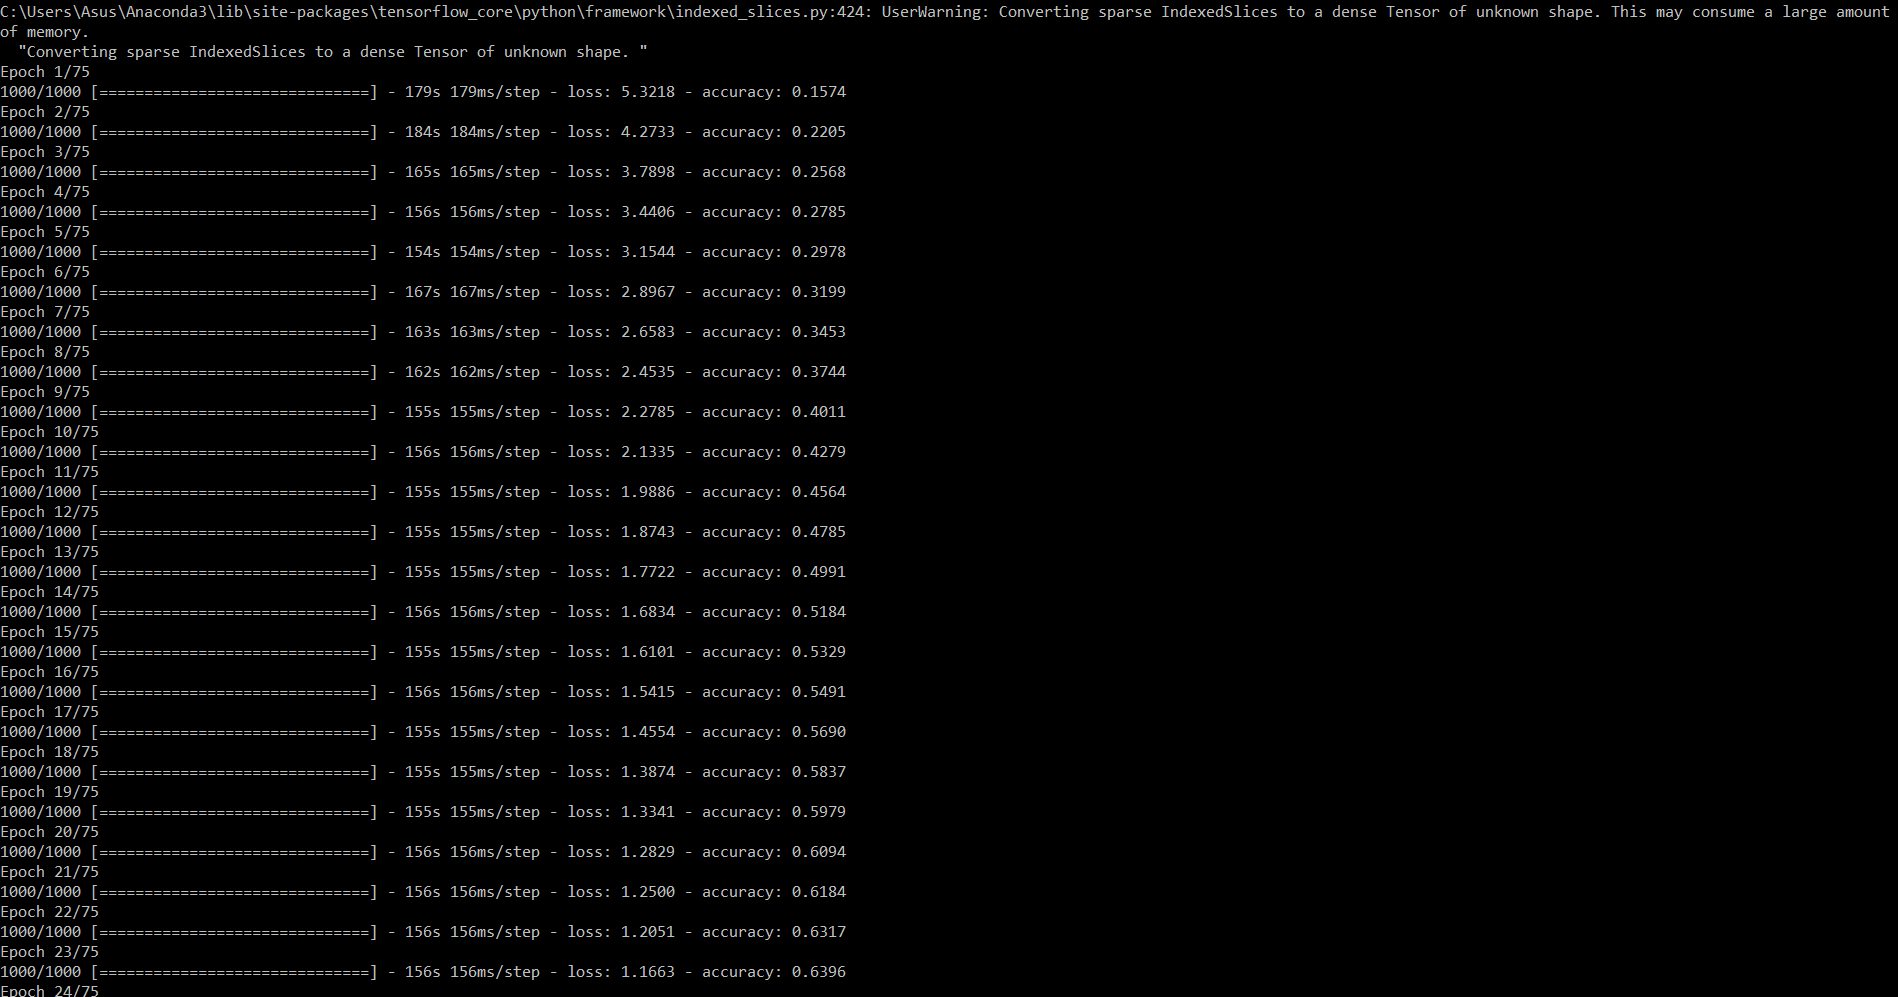 C:\Users\Asus\Anaconda3\lib\site-packages\tensorflow_core\python\framework\indexed_slices.py:424: UserWarning: Converting sparse IndexedSlices to a dense Tensor of unknown shape. This may consume a large amount
of memory.
  "Converting sparse IndexedSlices to a dense Tensor of unknown shape. "
Epoch 1/75
1000/1000 [==============================] - 179s 179ms/step - loss: 5.3218 - accuracy: 0.1574
Epoch 2/75
1000/1000 [==============================] - 184s 184ms/step - loss: 4.2733 - accuracy: 0.2205
Epoch 3/75
1000/1000 [==============================] - 165s 165ms/step - loss: 3.7898 - accuracy: 0.2568
Epoch 4/75
1000/1000 [==============================] - 156s 156ms/step - loss: 3.4406 - accuracy: 0.2785
Epoch 5/75
1000/1000 [==============================] - 154s 154ms/step - loss: 3.1544 - accuracy: 0.2978
Epoch 6/75
1000/1000 [==============================] - 167s 167ms/step - loss: 2.8967 - accuracy: 0.3199
Epoch 7/75
1000/1000 [==============================] - 163s 163ms/step - loss: 2.6583 - accuracy: 0.3453
Epoch 8/75
1000/1000 [==============================] - 162s 162ms/step - loss: 2.4535 - accuracy: 0.3744
Epoch 9/75
1000/1000 [==============================] - 155s 155ms/step - loss: 2.2785 - accuracy: 0.4011
Epoch 10/75
1000/1000 [==============================] - 156s 156ms/step - loss: 2.1335 - accuracy: 0.4279
Epoch 11/75
1000/1000 [==============================] - 155s 155ms/step - loss: 1.9886 - accuracy: 0.4564
Epoch 12/75
1000/1000 [==============================] - 155s 155ms/step - loss: 1.8743 - accuracy: 0.4785
Epoch 13/75
1000/1000 [==============================] - 155s 155ms/step - loss: 1.7722 - accuracy: 0.4991
Epoch 14/75
1000/1000 [==============================] - 156s 156ms/step - loss: 1.6834 - accuracy: 0.5184
Epoch 15/75
1000/1000 [==============================] - 155s 155ms/step - loss: 1.6101 - accuracy: 0.5329
Epoch 16/75
1000/1000 [==============================] - 156s 156ms/step - loss: 1.5415 - accuracy: 0.5491
Epoch 17/75
1000/1000 [==============================] - 155s 155ms/step - loss: 1.4554 - accuracy: 0.5690
Epoch 18/75
1000/1000 [==============================] - 155s 155ms/step - loss: 1.3874 - accuracy: 0.5837
Epoch 19/75
1000/1000 [==============================] - 155s 155ms/step - loss: 1.3341 - accuracy: 0.5979
Epoch 20/75
1000/1000 [==============================] - 156s 156ms/step - loss: 1.2829 - accuracy: 0.6094
Epoch 21/75
1000/1000 [==============================] - 156s 156ms/step - loss: 1.2500 - accuracy: 0.6184
Epoch 22/75
1000/1000 [==============================] - 156s 156ms/step - loss: 1.2051 - accuracy: 0.6317
Epoch 23/75
1000/1000 [==============================] - 156s 156ms/step - loss: 1.1663 - accuracy: 0.6396
Epoch 24/75